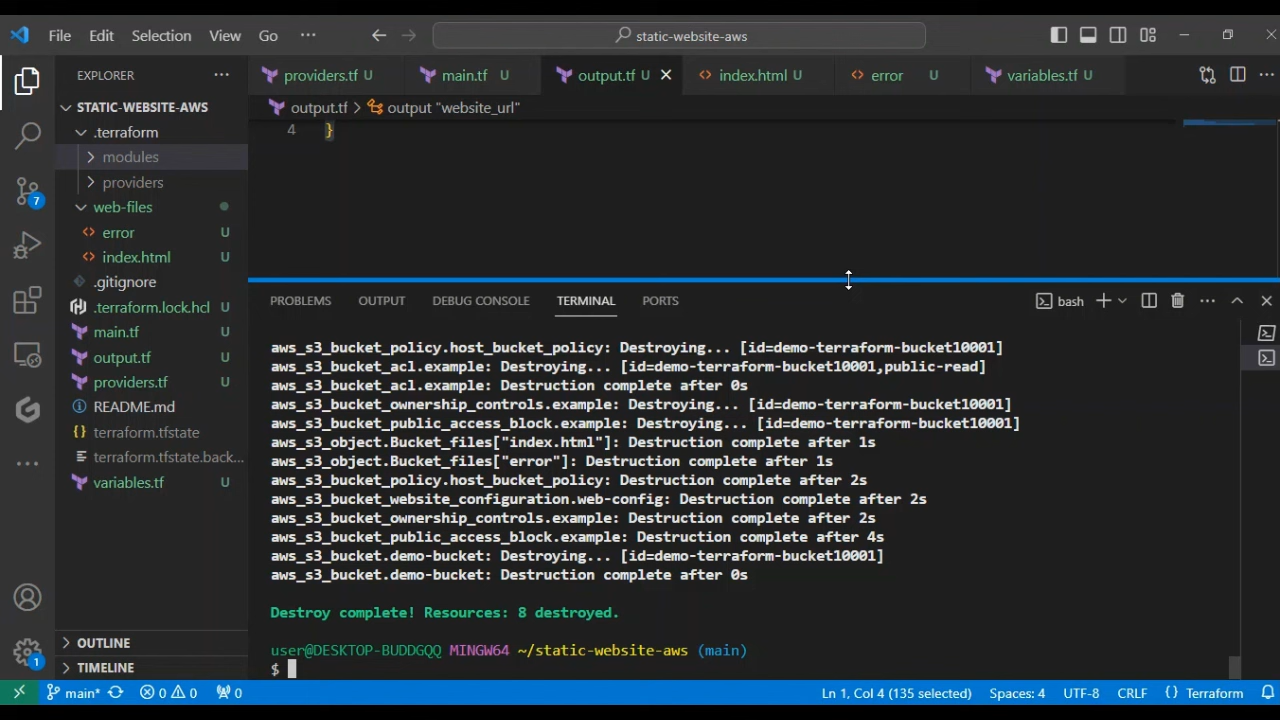 File Edit Selection View Go ··· static-website-aws
EXPLORER ···
STATIC-WEBSITE-AWS
.terraform
modules
providers
web-files
error U
index.html U
.gitignore
.terraform.lock.hcl U
main.tf U
output.tf U
providers.tf U
README.md
terraform.tfstate
terraform.tfstate.back...
variables.tf U
OUTLINE
TIMELINE
7
1
providers.tf U main.tf U output.tf U index.html U error U variables.tf U
output.tf > output "website_url"
4 }
PROBLEMS OUTPUT DEBUG CONSOLE TERMINAL PORTS bash
aws_s3_bucket_policy.host_bucket_policy: Destroying... [id=demo-terraform-bucket10001]
aws_s3_bucket_acl.example: Destroying... [id=demo-terraform-bucket10001,public-read]
aws_s3_bucket_acl.example: Destruction complete after 0s
aws_s3_bucket_ownership_controls.example: Destroying... [id=demo-terraform-bucket10001]
aws_s3_bucket_public_access_block.example: Destroying... [id=demo-terraform-bucket10001]
aws_s3_object.Bucket_files["index.html"]: Destruction complete after 1s
aws_s3_object.Bucket_files["error"]: Destruction complete after 1s
aws_s3_bucket_policy.host_bucket_policy: Destruction complete after 2s
aws_s3_bucket_website_configuration.web-config: Destruction complete after 2s
aws_s3_bucket_ownership_controls.example: Destruction complete after 2s
aws_s3_bucket_public_access_block.example: Destruction complete after 4s
aws_s3_bucket.demo-bucket: Destroying... [id=demo-terraform-bucket10001]
aws_s3_bucket.demo-bucket: Destruction complete after 0s
Destroy complete! Resources: 8 destroyed.
user@DESKTOP-BUDDGQQ MINGW64 ~/static-website-aws (main)
$
main* 0 0 0 Ln 1, Col 4 (135 selected) Spaces: 4 UTF-8 CRLF {} Terraform